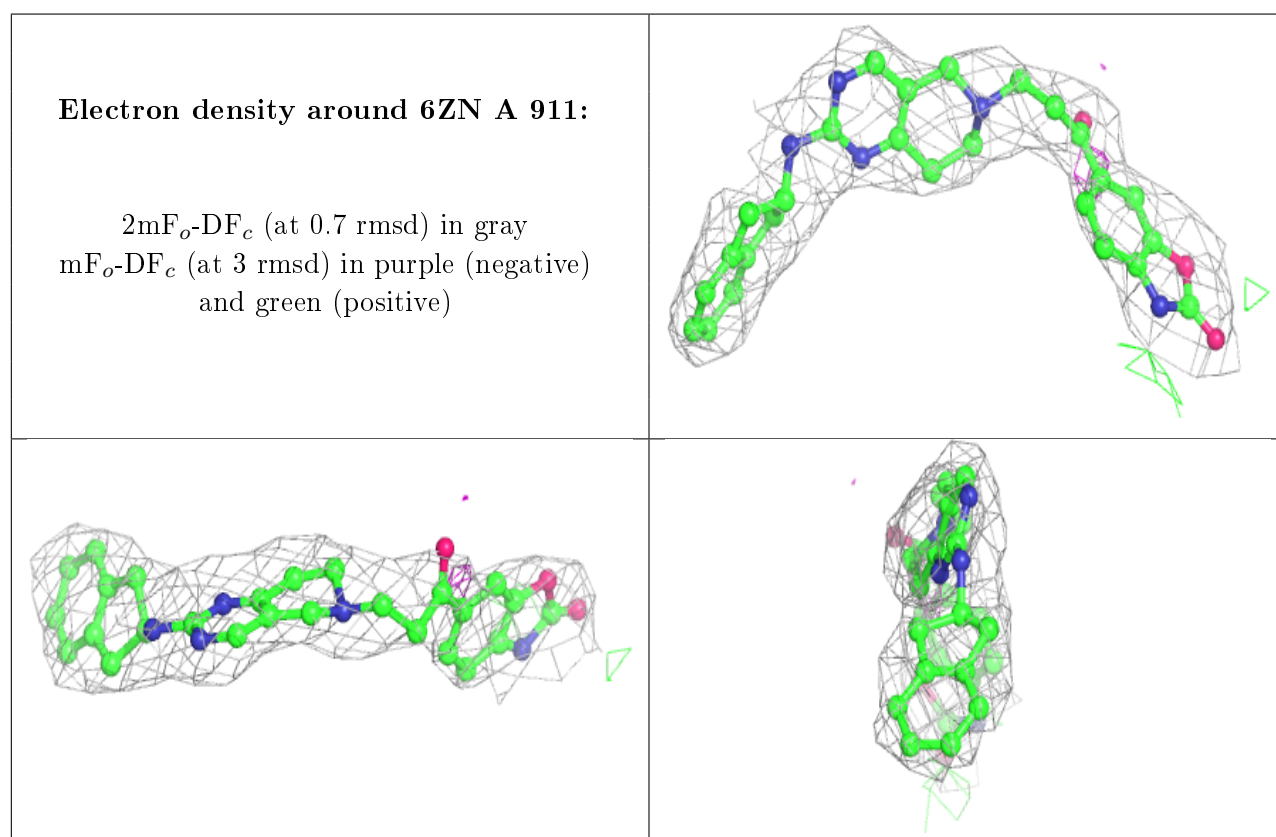 Electron density around 6ZN A 911:
2mFo-DFc (at 0.7 rmsd) in gray
mFo-DFc (at 3 rmsd) in purple (negative)
and green (positive)